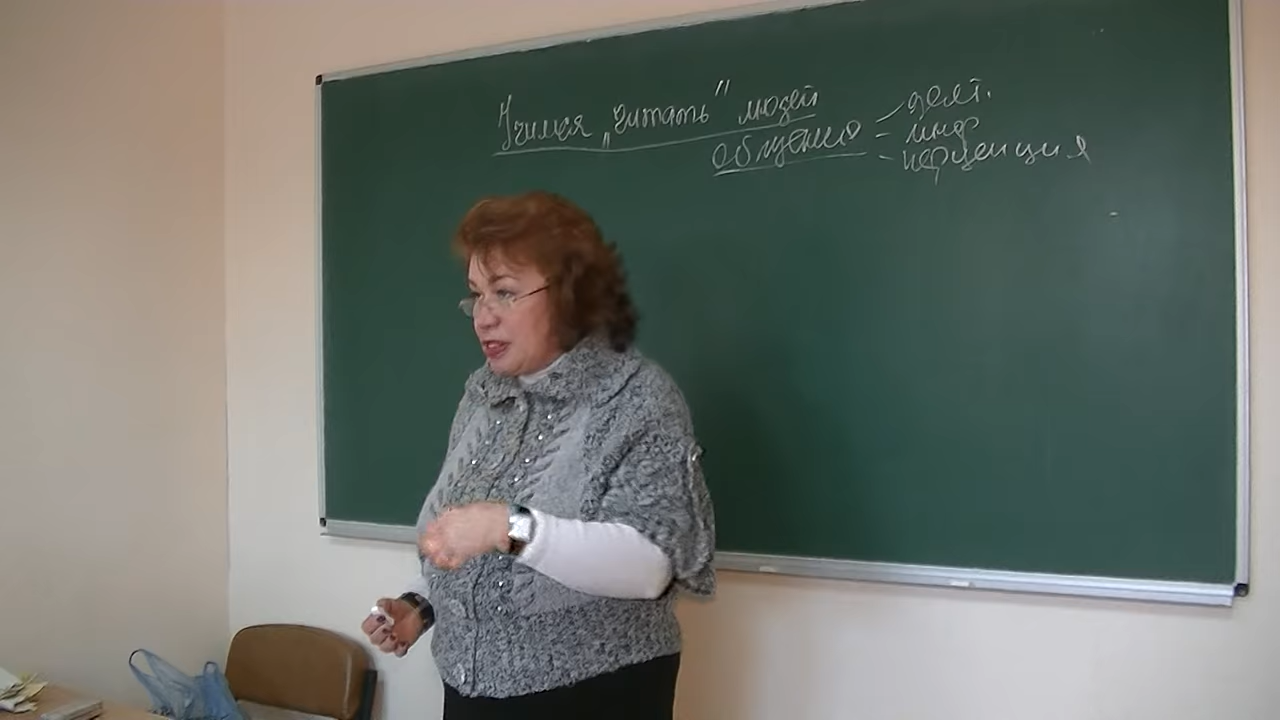 Учимся „читать" людей
общение - деят.
- инф
- перцепция